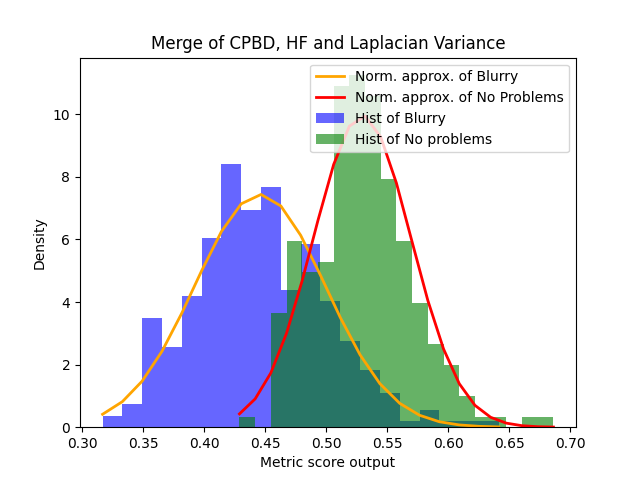 Merge of CPBD, HF and Laplacian Variance
Norm. approx. of Blurry
Norm. approx. of No Problems
Hist of Blurry
Hist of No problems
Density
10
8
6
4
2
0
0.30 0.35 0.40 0.45 0.50 0.55 0.60 0.65 0.70
Metric score output